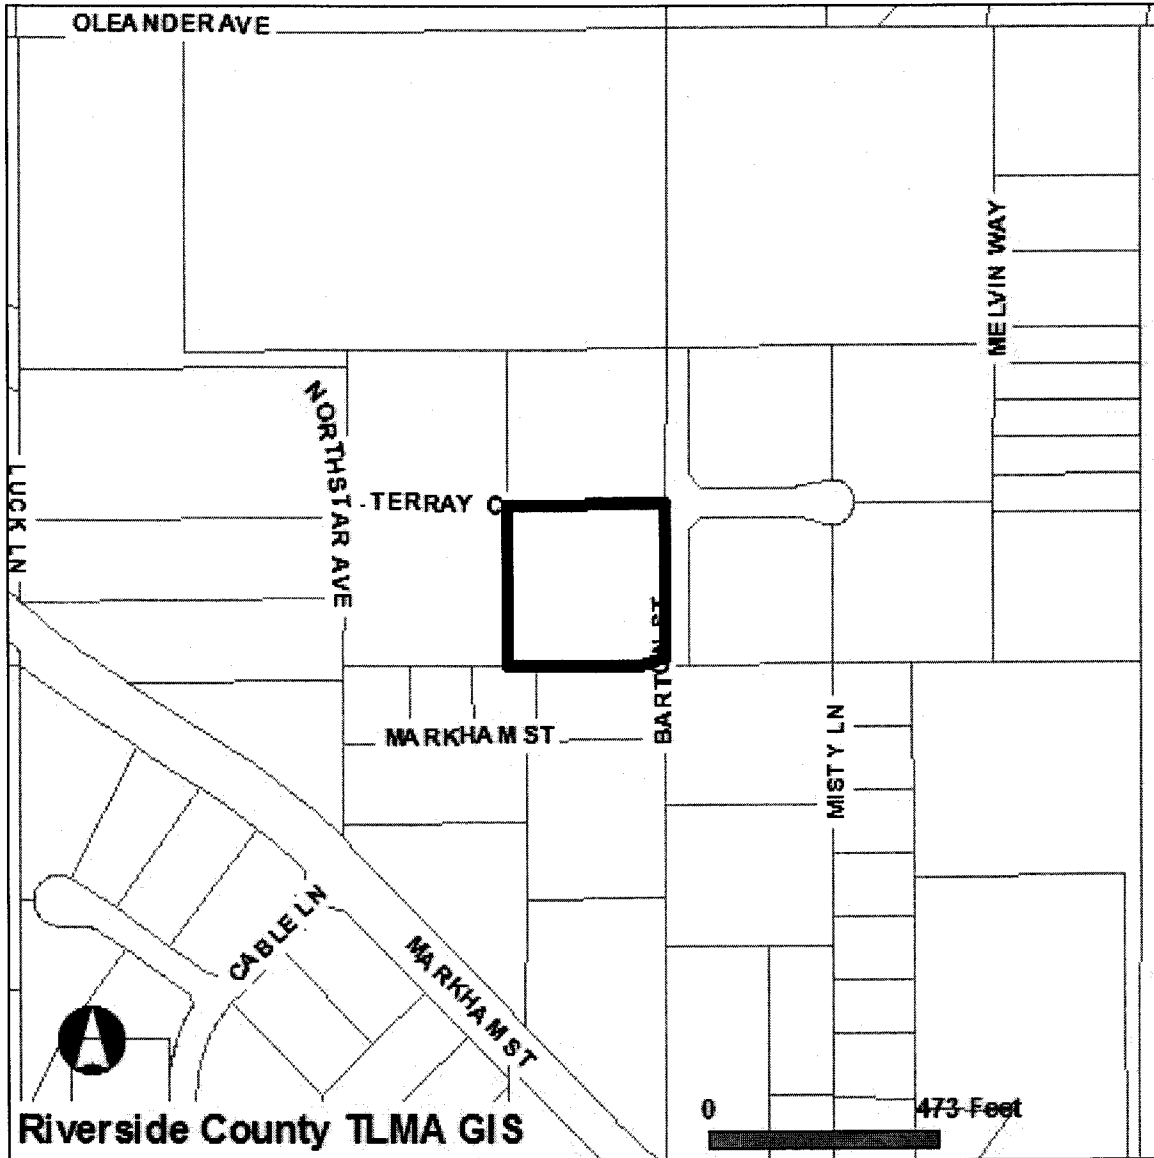 OLEANDER AVE
MELVIN WAY
NORTHSTAR AVE
LUCK LN
TERRAY C
BARTON ST
MARKHAM ST
MISTY LN
CABLE LN
MARKHAM ST
0 473 Feet
Riverside County TLMA GIS